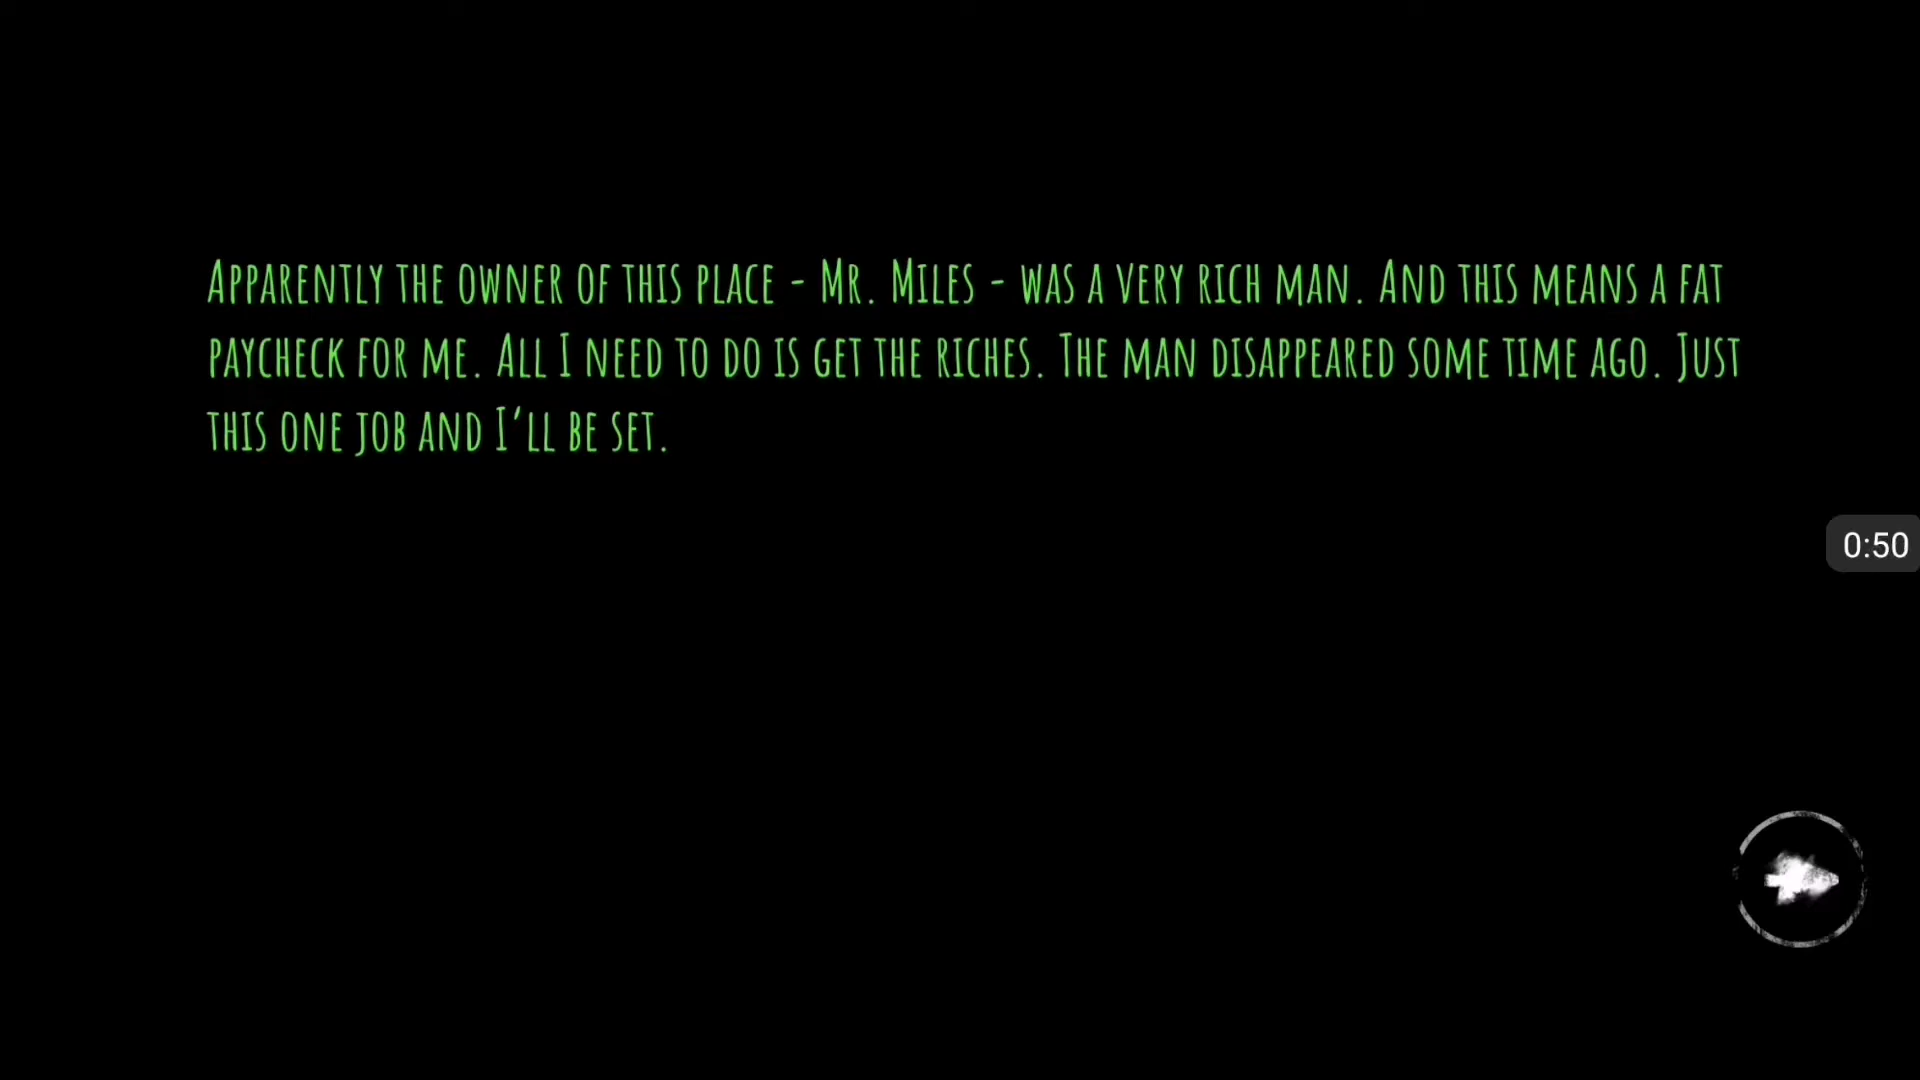 Apparently the owner of this place - Mr. Miles - was a very rich man. And this means a fat
paycheck for me. All I need to do is get the riches. The man disappeared some time ago. Just
this one job and I'll be set.
0:50